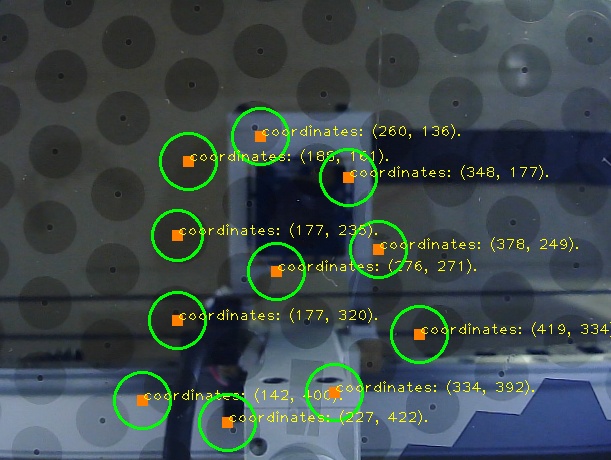 coordinates: (260, 136).
coordinates: (188, 161).
coordinates: (348, 177).
coordinates: (177, 235).
coordinates: (378, 249).
coordinates: (276, 271).
coordinates: (177, 320).
coordinates: (419, 334)
coordinates: (334, 392).
coordinates: (142, 400).
coordinates: (227, 422).